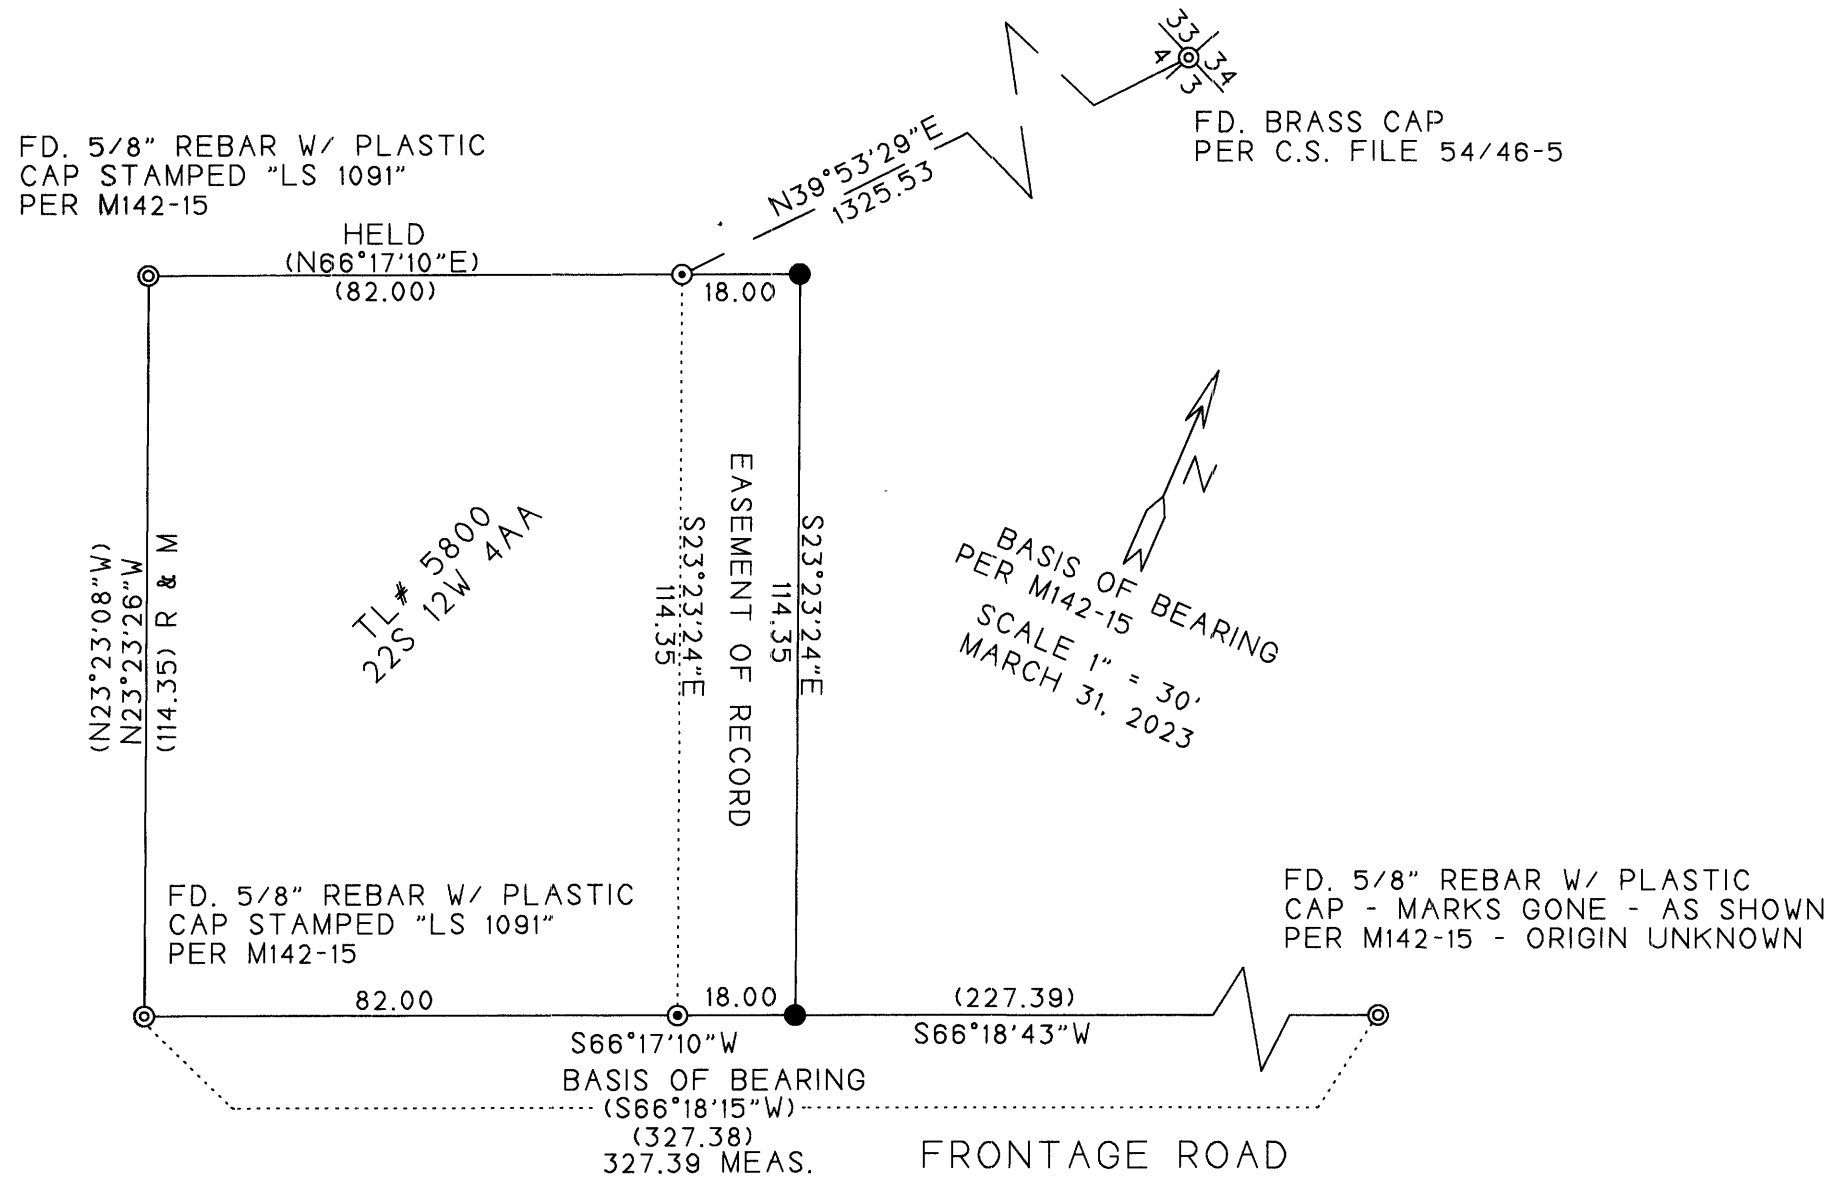 33
34
4
3
FD. BRASS CAP
PER C.S. FILE 54/46-5
N39°53'29"E
1325.53
FD. 5/8" REBAR W/ PLASTIC
CAP STAMPED "LS 1091"
PER M142-15
HELD
(N66°17'10"E)
(82.00)
18.00
(N23°23'08"W)
N23°23'26"W
(114.35) R & M
TL# 5800
22S 12W 4AA
S23°23'24"E
114.35
EASEMENT OF RECORD
S23°23'24"E
114.35
N
BASIS OF BEARING
PER M142-15
SCALE 1" = 30'
MARCH 31, 2023
FD. 5/8" REBAR W/ PLASTIC
CAP STAMPED "LS 1091"
PER M142-15
FD. 5/8" REBAR W/ PLASTIC
CAP - MARKS GONE - AS SHOWN
PER M142-15 - ORIGIN UNKNOWN
82.00
18.00
(227.39)
S66°17'10"W
S66°18'43"W
BASIS OF BEARING
(S66°18'15"W)
(327.38)
327.39 MEAS.
FRONTAGE ROAD